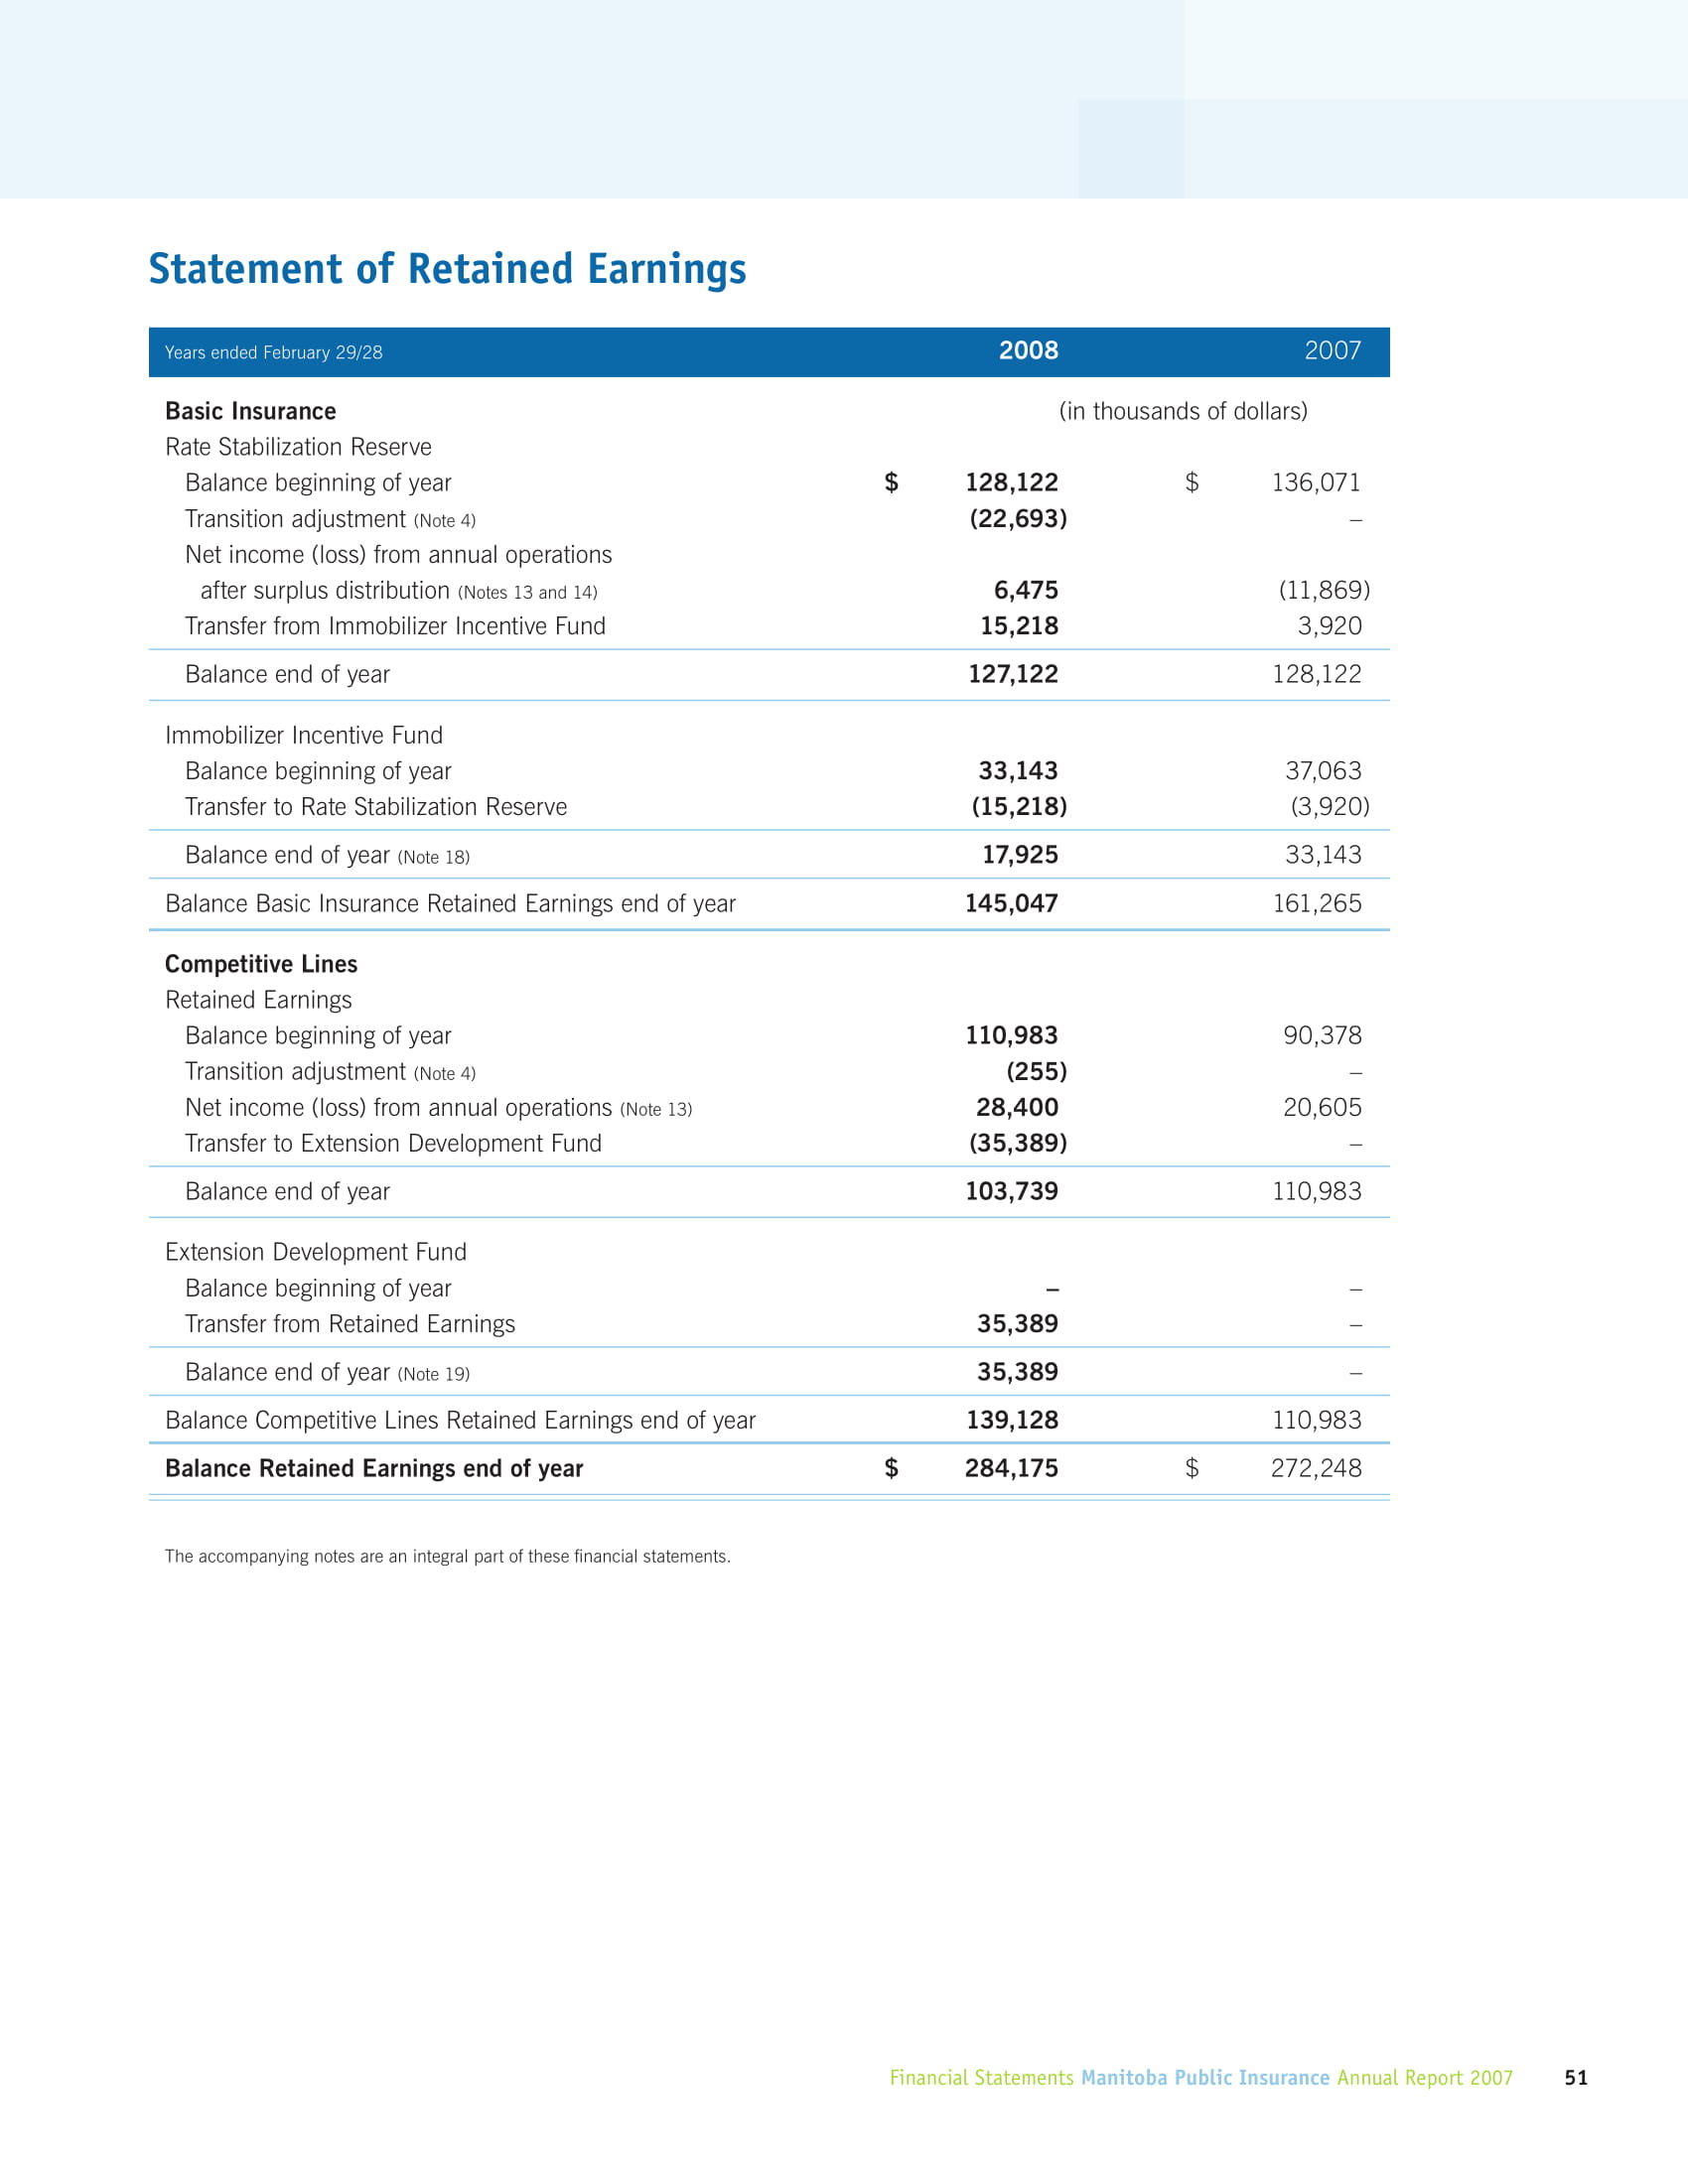 Statement of Retained Earnings
Years ended February 29/28 2008 2007
Basic Insurance (in thousands of dollars)
Rate Stabilization Reserve
Balance beginning of year $ 128,122 $ 136,071
Transition adjustment (Note 4) (22,693) –
Net income (loss) from annual operations
after surplus distribution (Notes 13 and 14) 6,475 (11,869)
Transfer from Immobilizer Incentive Fund 15,218 3,920
Balance end of year 127,122 128,122
Immobilizer Incentive Fund
Balance beginning of year 33,143 37,063
Transfer to Rate Stabilization Reserve (15,218) (3,920)
Balance end of year (Note 18) 17,925 33,143
Balance Basic Insurance Retained Earnings end of year 145,047 161,265
Competitive Lines
Retained Earnings
Balance beginning of year 110,983 90,378
Transition adjustment (Note 4) (255) –
Net income (loss) from annual operations (Note 13) 28,400 20,605
Transfer to Extension Development Fund (35,389) –
Balance end of year 103,739 110,983
Extension Development Fund
Balance beginning of year – –
Transfer from Retained Earnings 35,389 –
Balance end of year (Note 19) 35,389 –
Balance Competitive Lines Retained Earnings end of year 139,128 110,983
Balance Retained Earnings end of year $ 284,175 $ 272,248
The accompanying notes are an integral part of these financial statements.
Financial Statements Manitoba Public Insurance Annual Report 2007 51